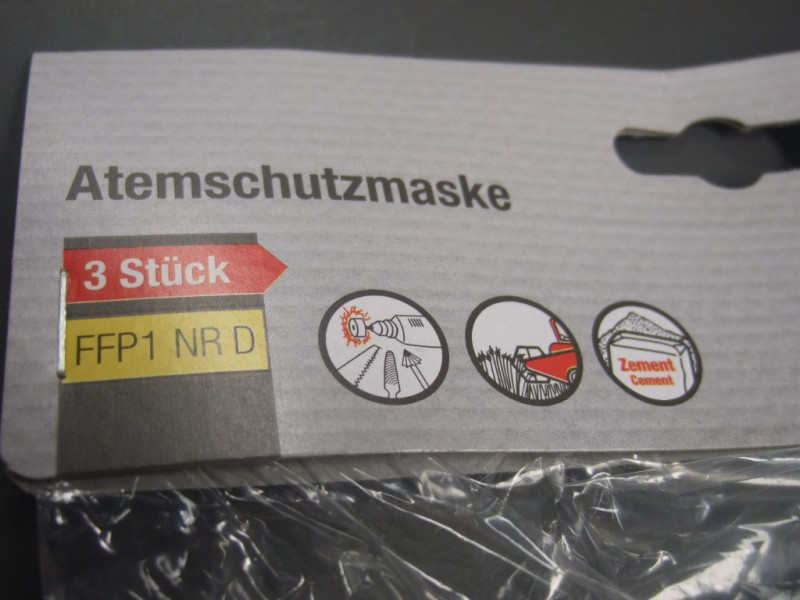 Atemschutzmaske
3 Stück
FFP1 NR D
Zement
Cement